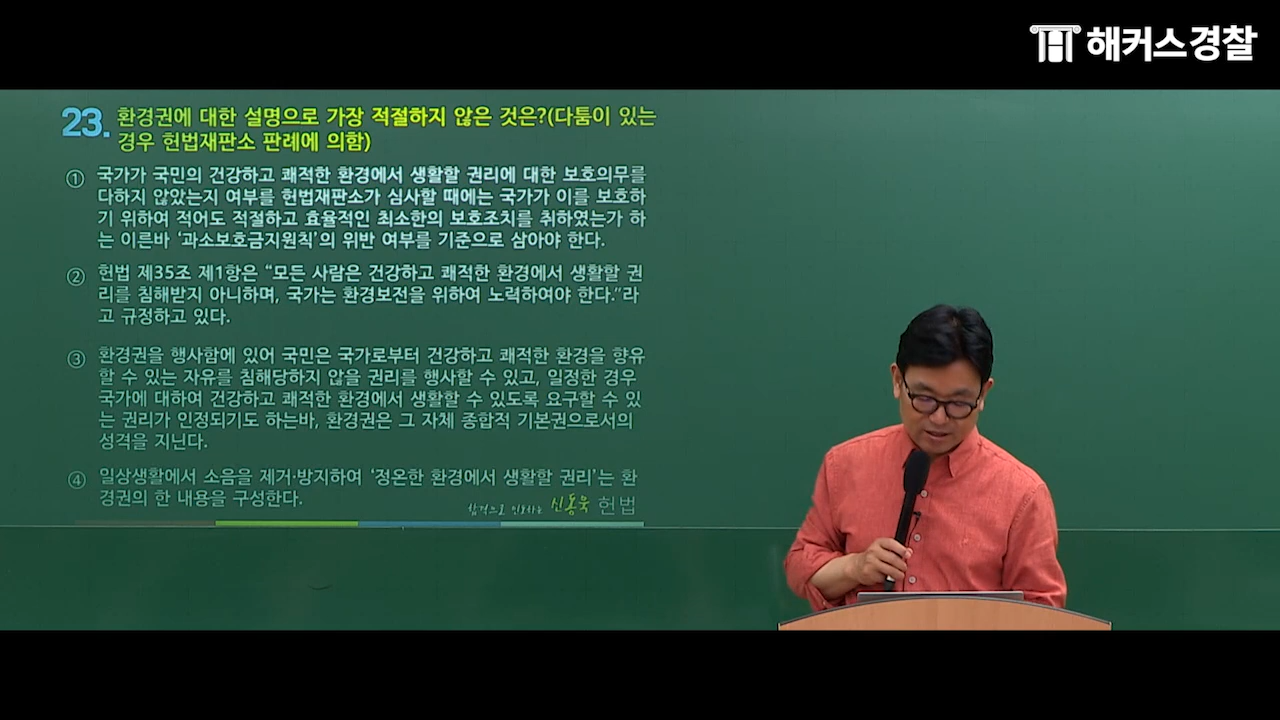 해커스경찰
23. 환경권에 대한 설명으로 가장 적절하지 않은 것은?(다툼이 있는
경우 헌법재판소 판례에 의함)
① 국가가 국민의 건강하고 쾌적한 환경에서 생활할 권리에 대한 보호의무를
다하지 않았는지 여부를 헌법재판소가 심사할 때에는 국가가 이를 보호하
기 위하여 적어도 적절하고 효율적인 최소한의 보호조치를 취하였는가 하
는 이른바 ‘과소보호금지원칙’의 위반 여부를 기준으로 삼아야 한다.
② 헌법 제35조 제1항은 “모든 사람은 건강하고 쾌적한 환경에서 생활할 권
리를 침해받지 아니하며, 국가는 환경보전을 위하여 노력하여야 한다.”라
고 규정하고 있다.
③ 환경권을 행사함에 있어 국민은 국가로부터 건강하고 쾌적한 환경을 향유
할 수 있는 자유를 침해당하지 않을 권리를 행사할 수 있고, 일정한 경우
국가에 대하여 건강하고 쾌적한 환경에서 생활할 수 있도록 요구할 수 있
는 권리가 인정되기도 하는바, 환경권은 그 자체 종합적 기본권으로서의
성격을 지닌다.
④ 일상생활에서 소음을 제거·방지하여 ‘정온한 환경에서 생활할 권리’는 환
경권의 한 내용을 구성한다.
합격으로 인도하는 신동욱 헌법